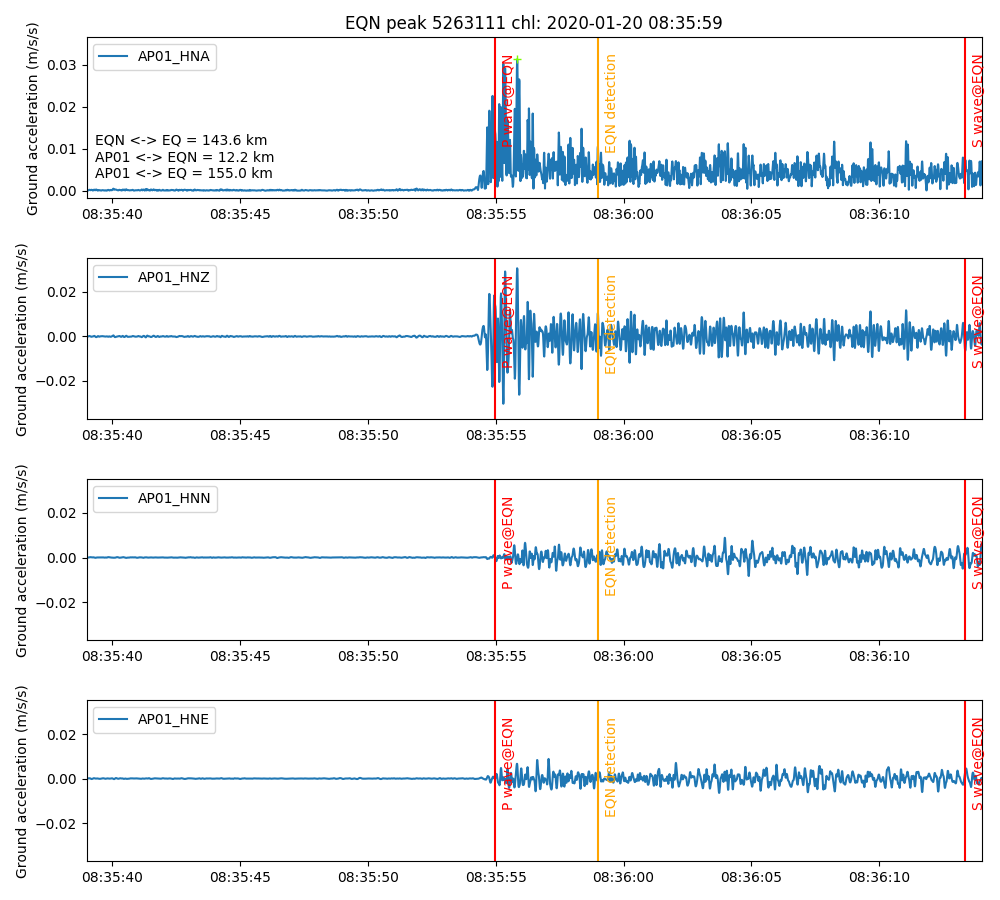 EQN peak 5263111 chl: 2020-01-20 08:35:59
Ground acceleration (m/s/s)
0.03
0.02
0.01
0.00
AP01_HNA
EQN <-> EQ = 143.6 km
AP01 <-> EQN = 12.2 km
AP01 <-> EQ = 155.0 km
P wave@EQN
EQN detection
S wave@EQN
08:35:40 08:35:45 08:35:50 08:35:55 08:36:00 08:36:05 08:36:10
Ground acceleration (m/s/s)
0.02
0.00
−0.02
AP01_HNZ
P wave@EQN
EQN detection
S wave@EQN
08:35:40 08:35:45 08:35:50 08:35:55 08:36:00 08:36:05 08:36:10
Ground acceleration (m/s/s)
0.02
0.00
−0.02
AP01_HNN
P wave@EQN
EQN detection
S wave@EQN
08:35:40 08:35:45 08:35:50 08:35:55 08:36:00 08:36:05 08:36:10
Ground acceleration (m/s/s)
0.02
0.00
−0.02
AP01_HNE
P wave@EQN
EQN detection
S wave@EQN
08:35:40 08:35:45 08:35:50 08:35:55 08:36:00 08:36:05 08:36:10